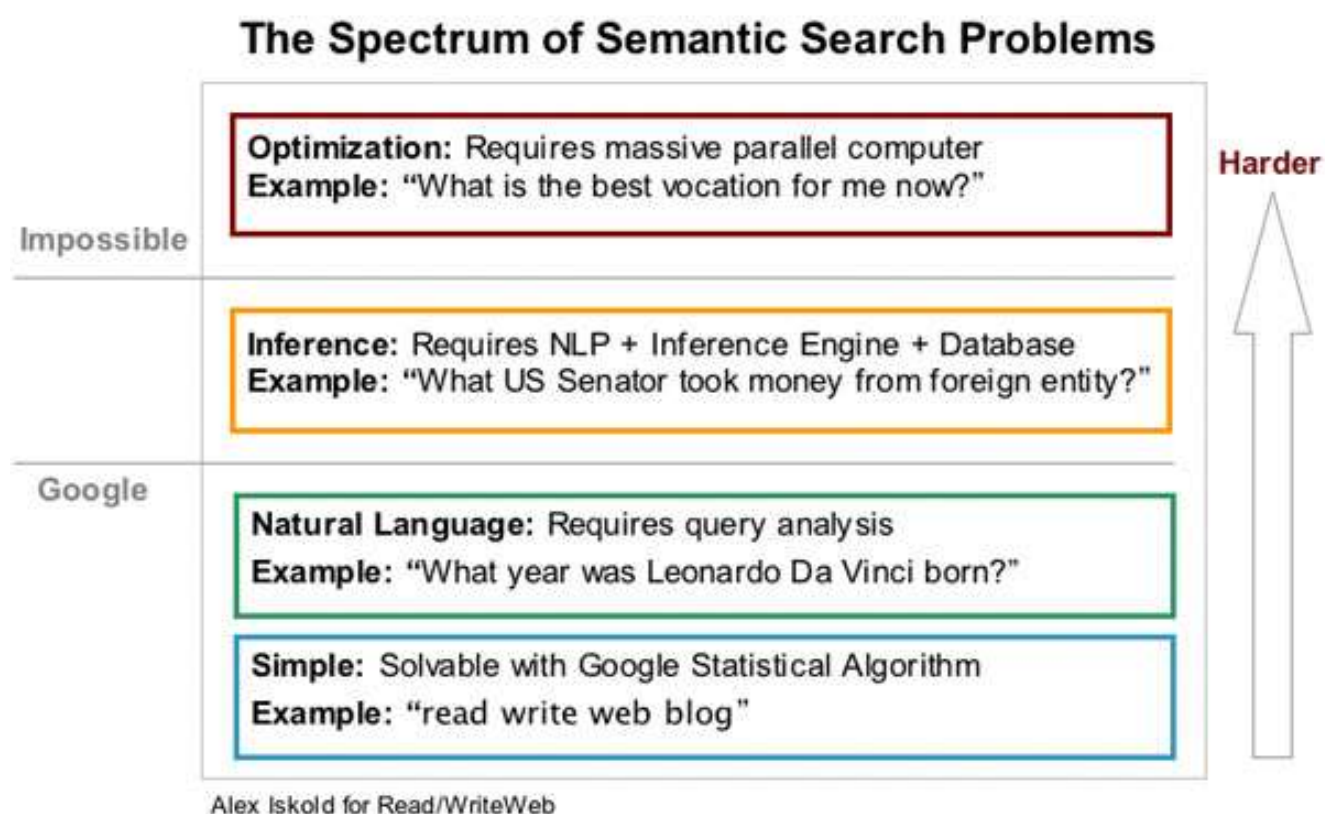 The Spectrum of Semantic Search Problems
Optimization: Requires massive parallel computer
Example: “What is the best vocation for me now?”
Harder
Impossible
Inference: Requires NLP + Inference Engine + Database
Example: “What US Senator took money from foreign entity?”
Google
Natural Language: Requires query analysis
Example: “What year was Leonardo Da Vinci born?”
Simple: Solvable with Google Statistical Algorithm
Example: “read write web blog”
Alex Iskold for Read/WriteWeb